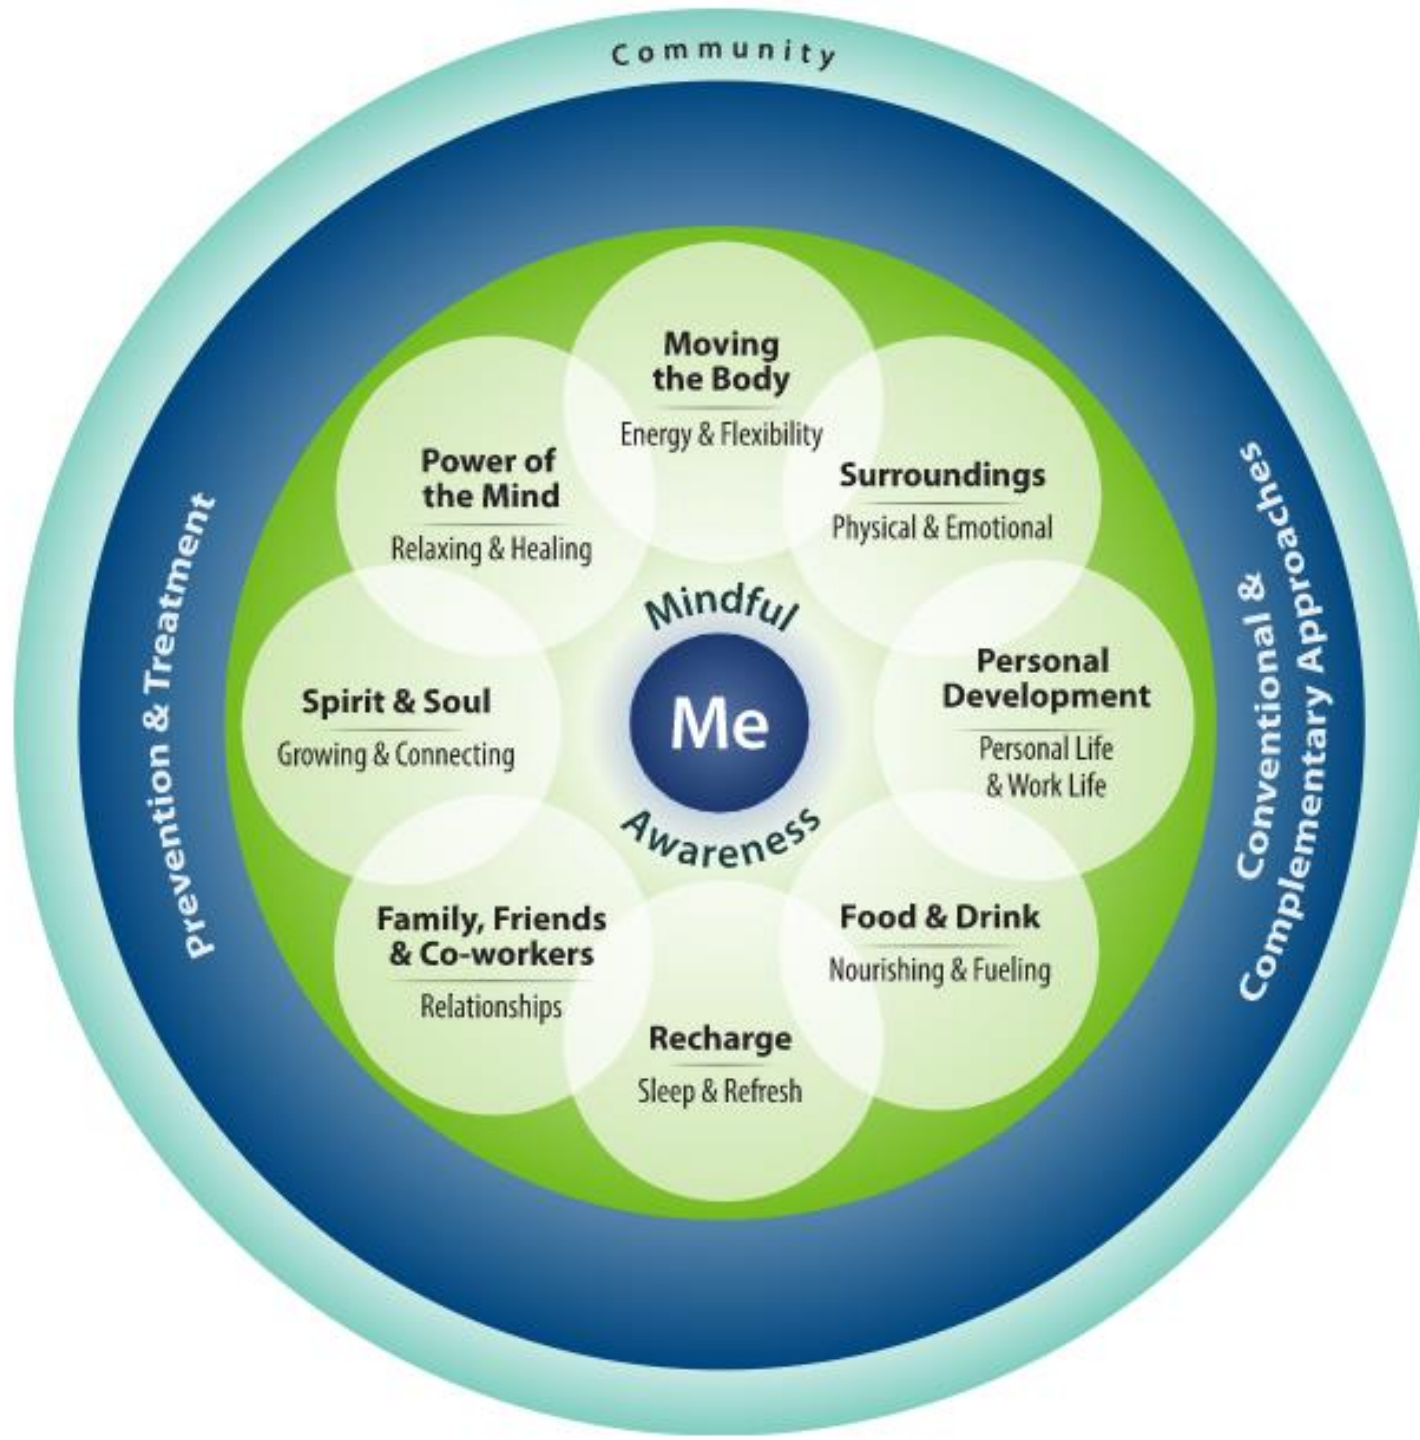 Community
Prevention & Treatment
Conventional &
Complementary Approaches
Moving
the Body
Energy & Flexibility
Surroundings
Physical & Emotional
Personal
Development
Personal Life
& Work Life
Food & Drink
Nourishing & Fueling
Recharge
Sleep & Refresh
Family, Friends
& Co-workers
Relationships
Spirit & Soul
Growing & Connecting
Power of
the Mind
Relaxing & Healing
Mindful
Me
Awareness